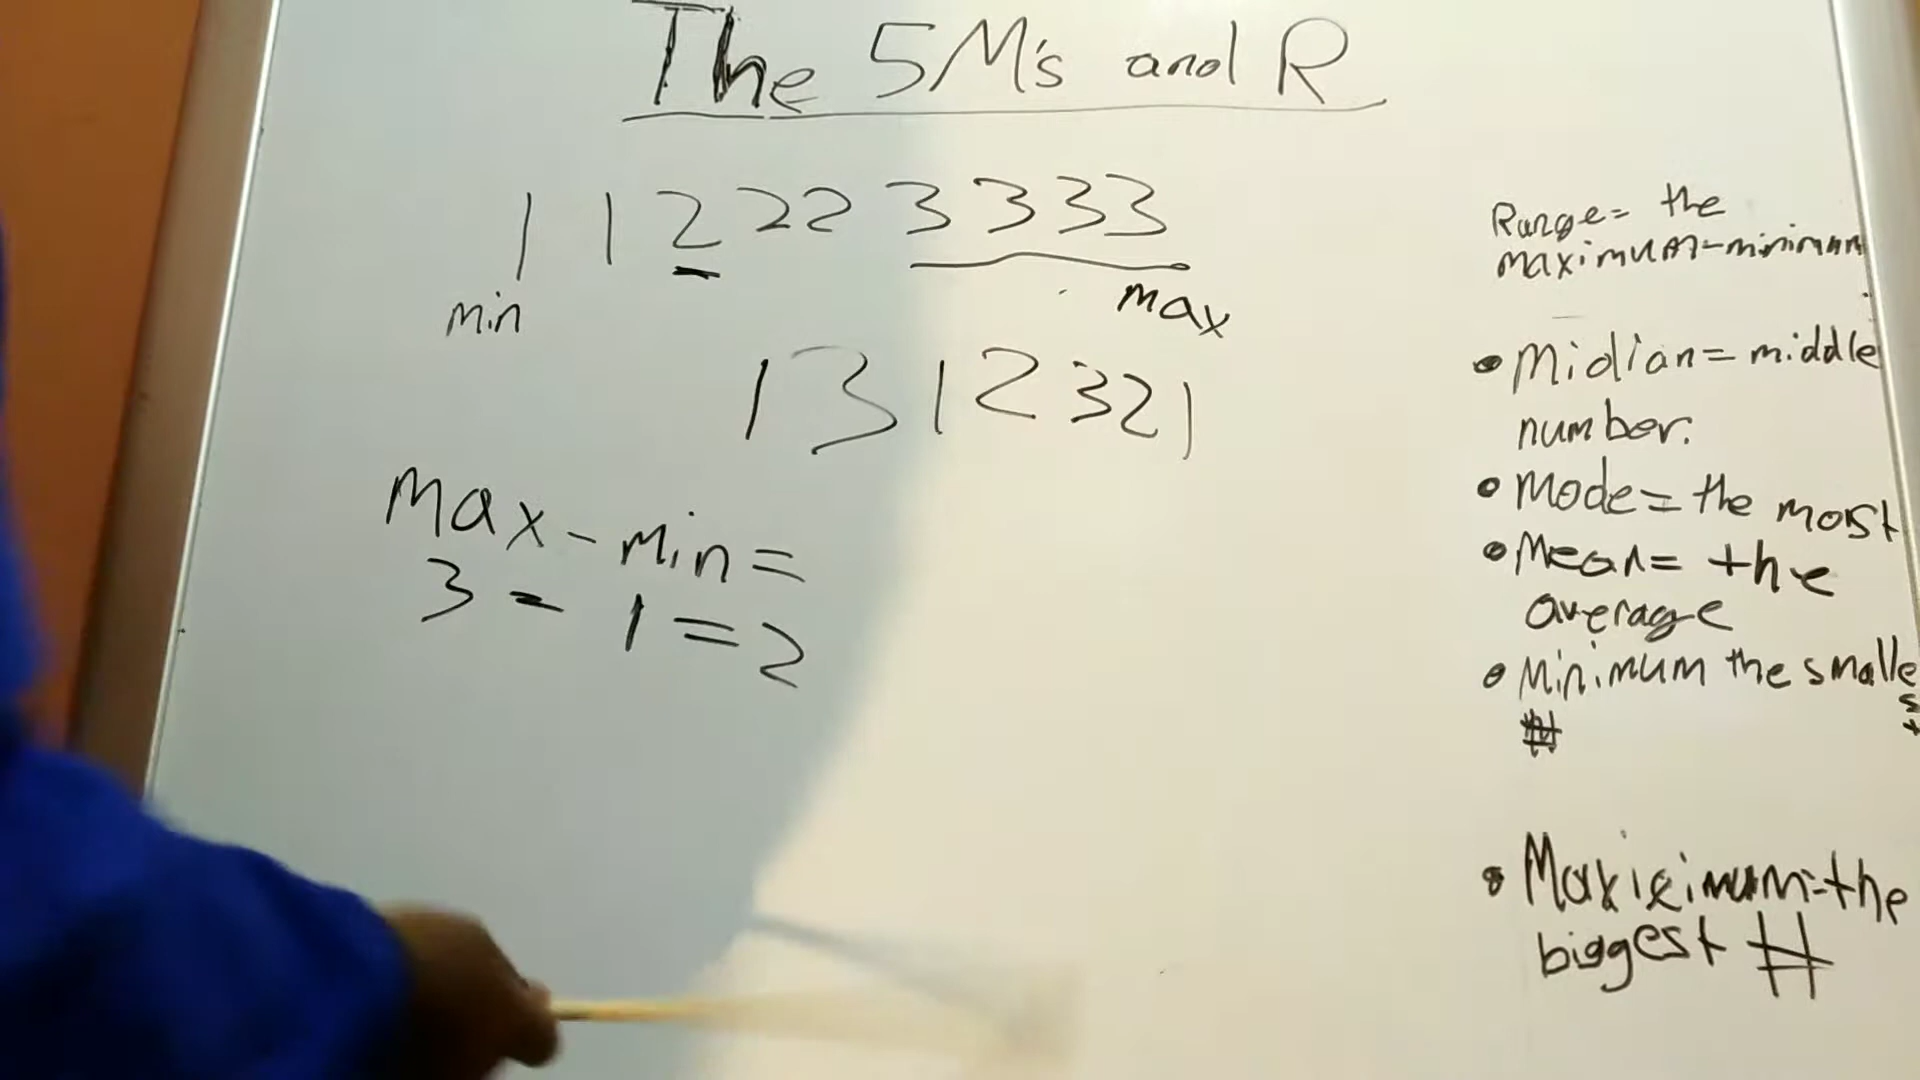 The 5M's and R
1 1 2 2 2 3 3 3 3
min
max
1 3 1 2 3 2 1
Max - min =
3 - 1 = 2
Range= the
maximum-minimum
• Midian= middle
number.
• Mode= the most
• Mean= the
average
• Minimum the smallest
#
• Maxiximum=the
biggest #